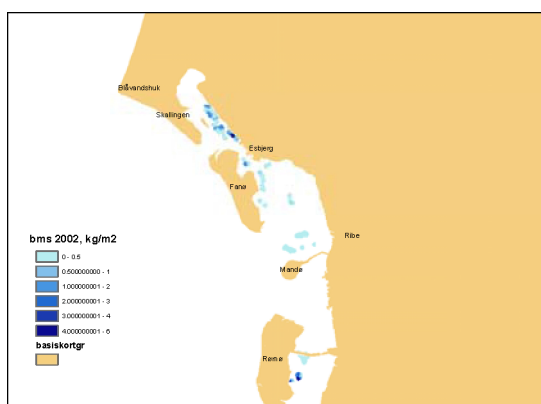 Blåvandshuk
Skallingen
Esbjerg
Fanø
Ribe
Mandø
Rømø
bms 2002, kg/m2
0 - 0.5
0.500000000 - 1
1.000000001 - 2
2.000000001 - 3
3.000000001 - 4
4.000000001 - 6
basiskortgr